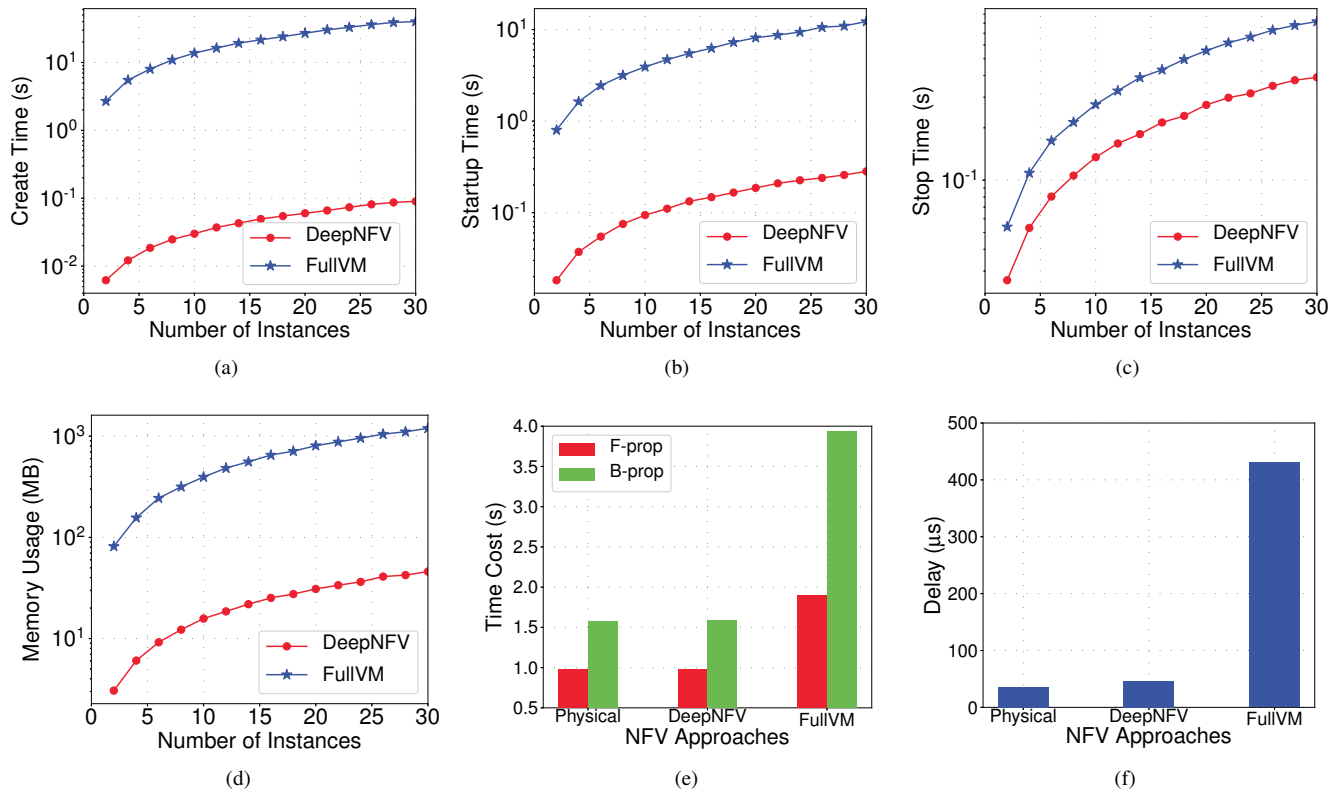 Create Time (s)
10^1
10^0
10^-1
10^-2
DeepNFV
FullVM
0 5 10 15 20 25 30
Number of Instances
(a)
Startup Time (s)
10^1
10^0
10^-1
DeepNFV
FullVM
0 5 10 15 20 25 30
Number of Instances
(b)
Stop Time (s)
10^-1
DeepNFV
FullVM
0 5 10 15 20 25 30
Number of Instances
(c)
Memory Usage (MB)
10^3
10^2
10^1
DeepNFV
FullVM
0 5 10 15 20 25 30
Number of Instances
(d)
Time Cost (s)
4.0
3.5
3.0
2.5
2.0
1.5
1.0
0.5
F-prop
B-prop
Physical DeepNFV FullVM
NFV Approaches
(e)
Delay (μs)
500
400
300
200
100
0
Physical DeepNFV FullVM
NFV Approaches
(f)